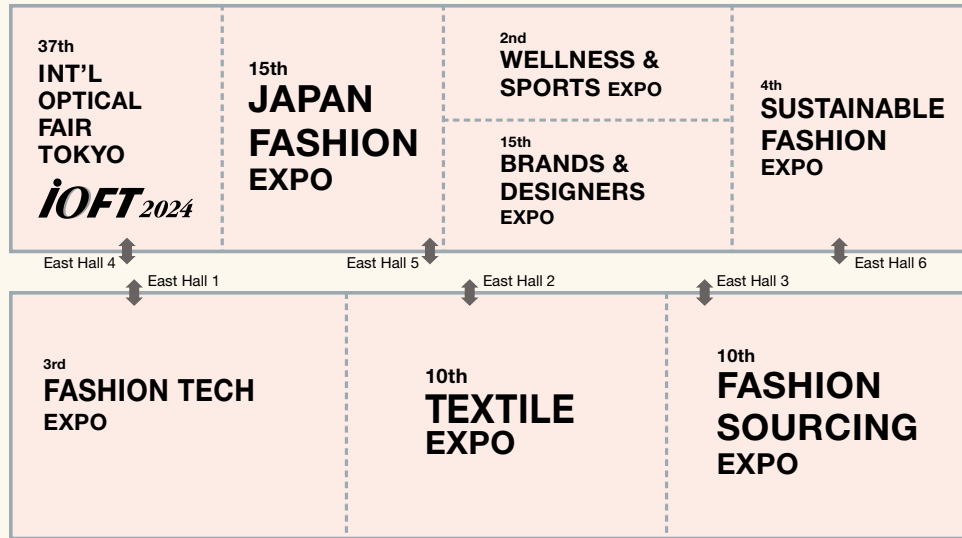 37th
INT'L
OPTICAL
FAIR
TOKYO
iOFT 2024
15th
JAPAN
FASHION
EXPO
2nd
WELLNESS &
SPORTS EXPO
15th
BRANDS &
DESIGNERS
EXPO
4th
SUSTAINABLE
FASHION
EXPO
East Hall 4
East Hall 5
East Hall 6
East Hall 1
East Hall 2
East Hall 3
3rd
FASHION TECH
EXPO
10th
TEXTILE
EXPO
10th
FASHION
SOURCING
EXPO